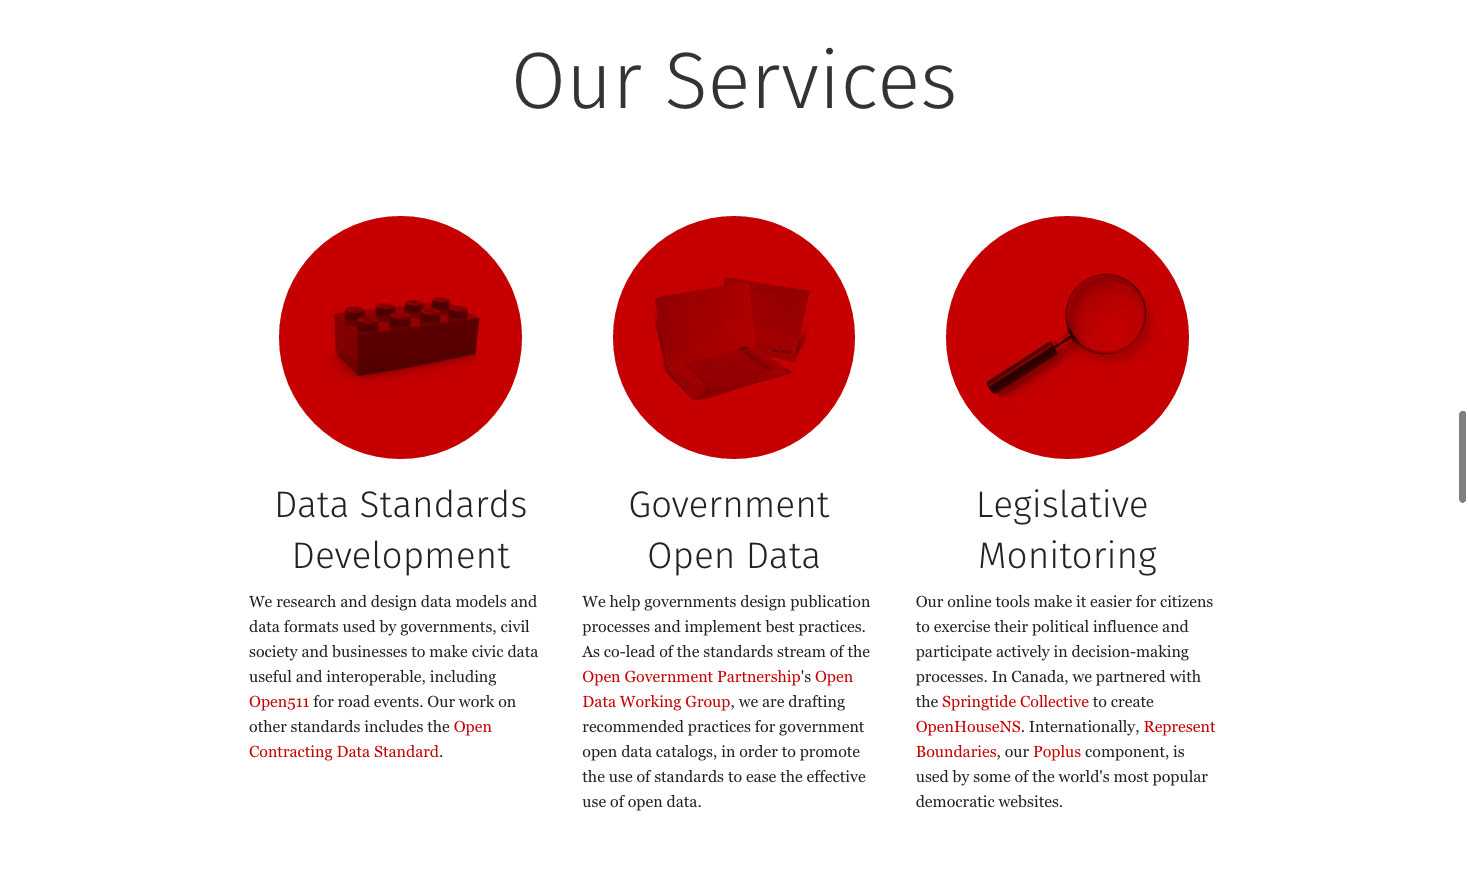 Our Services
Data Standards
Development
We research and design data models and
data formats used by governments, civil
society and businesses to make civic data
useful and interoperable, including
Open511 for road events. Our work on
other standards includes the Open
Contracting Data Standard.
Government
Open Data
We help governments design publication
processes and implement best practices.
As co-lead of the standards stream of the
Open Government Partnership's Open
Data Working Group, we are drafting
recommended practices for government
open data catalogs, in order to promote
the use of standards to ease the effective
use of open data.
Legislative
Monitoring
Our online tools make it easier for citizens
to exercise their political influence and
participate actively in decision-making
processes. In Canada, we partnered with
the Springtide Collective to create
OpenHouseNS. Internationally, Represent
Boundaries, our Poplus component, is
used by some of the world's most popular
democratic websites.